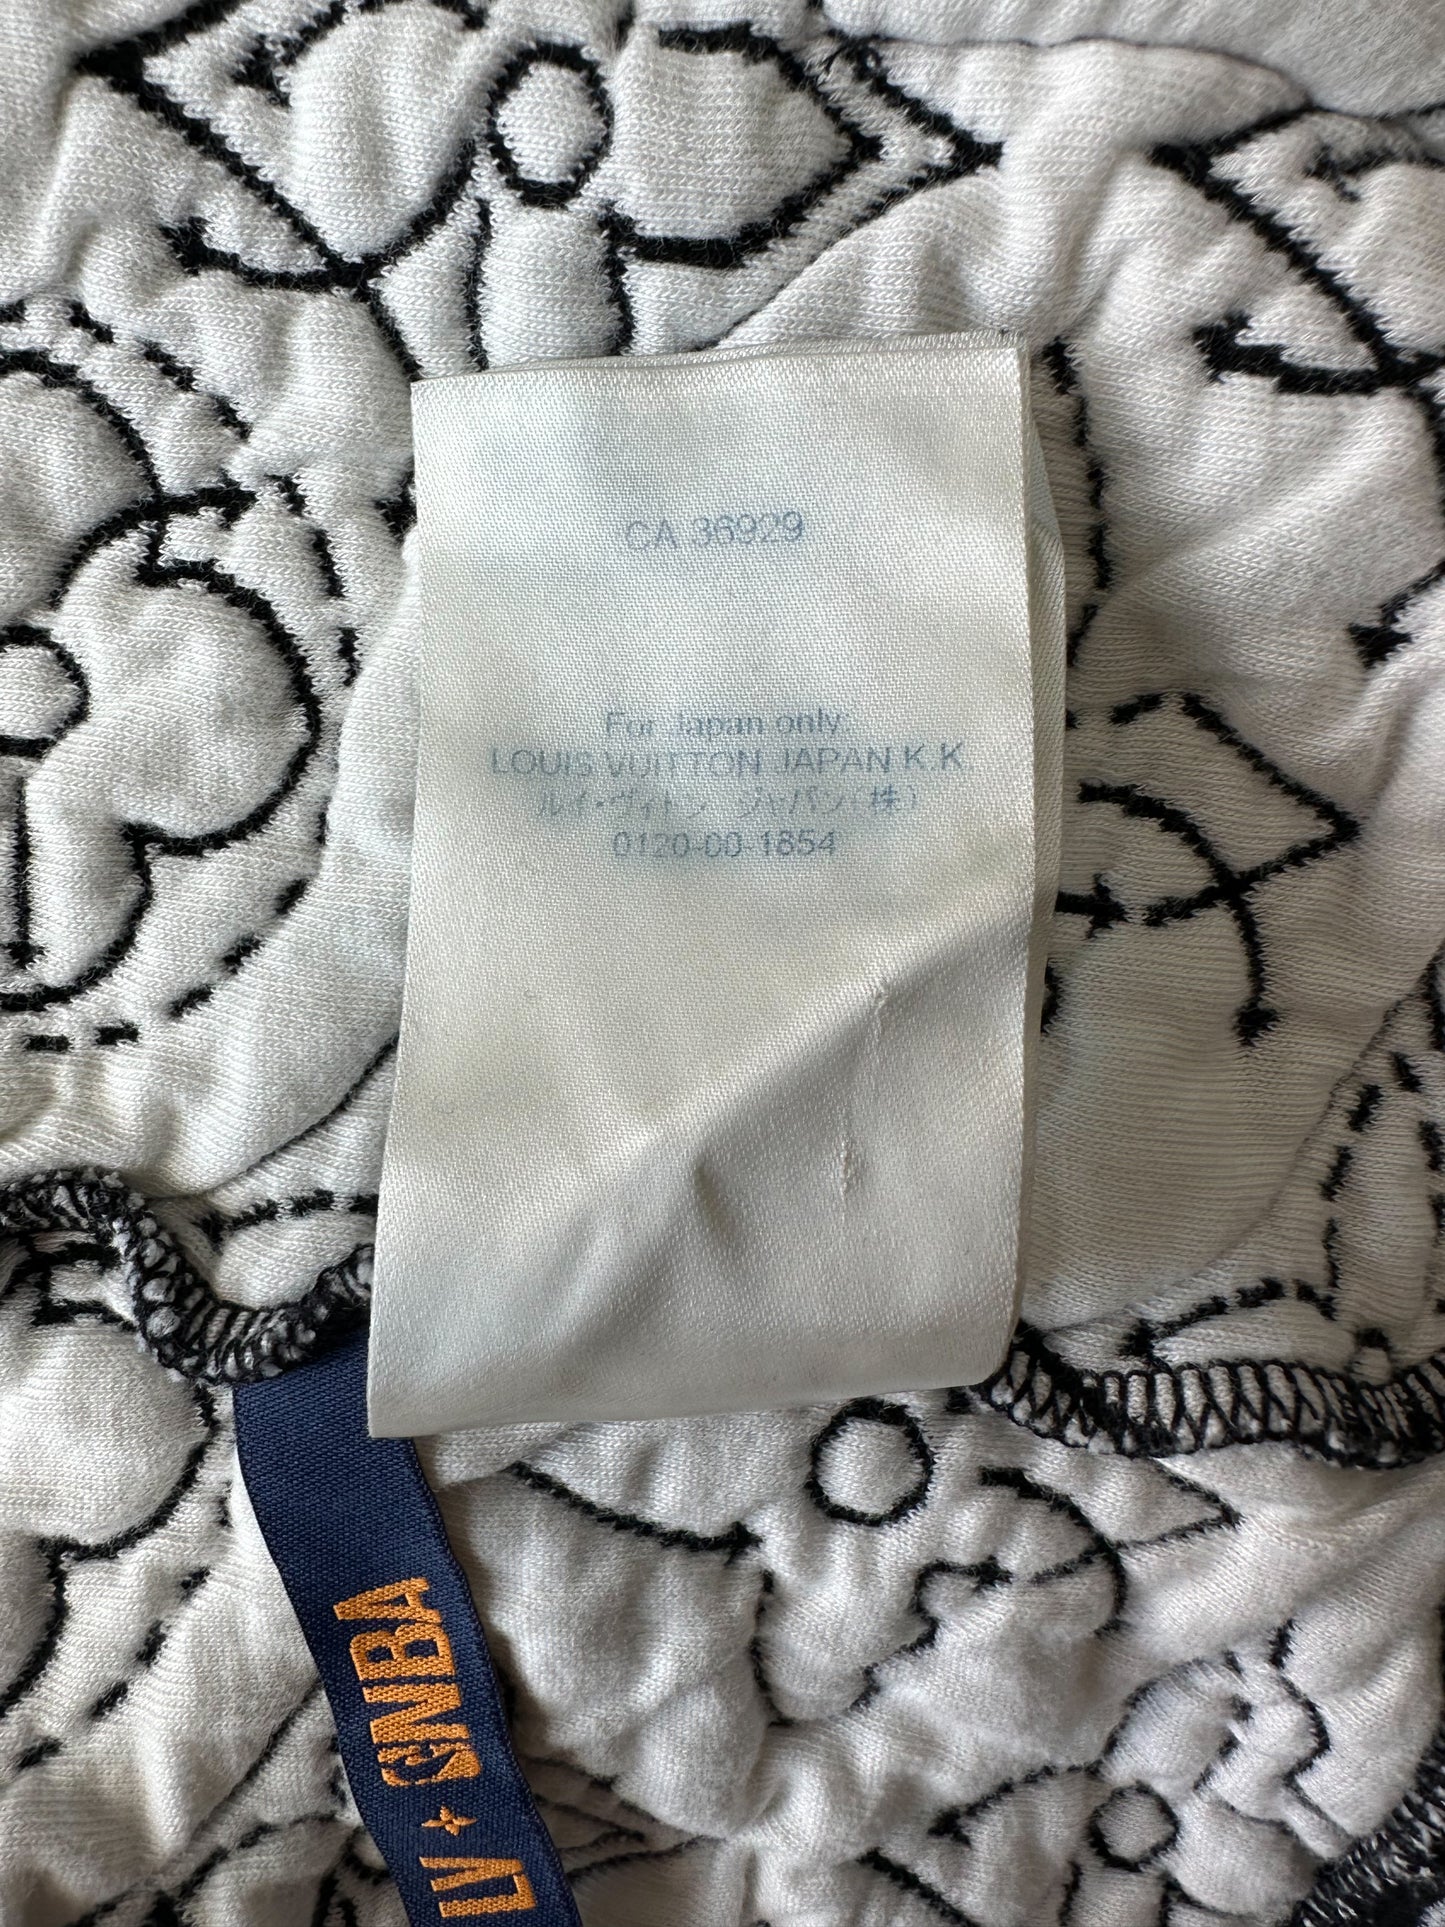 CA 36929
For Japan only:
LOUIS VUITTON JAPAN K.K.
ルイ・ヴィトン ジャパン(株)
0120-00-1854
LV NBA